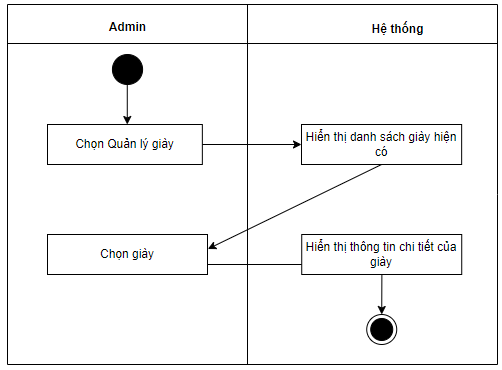 Admin
Hệ thống
Chọn Quản lý giày
Hiển thị danh sách giày hiện
có
Chọn giày
Hiển thị thông tin chi tiết của
giày